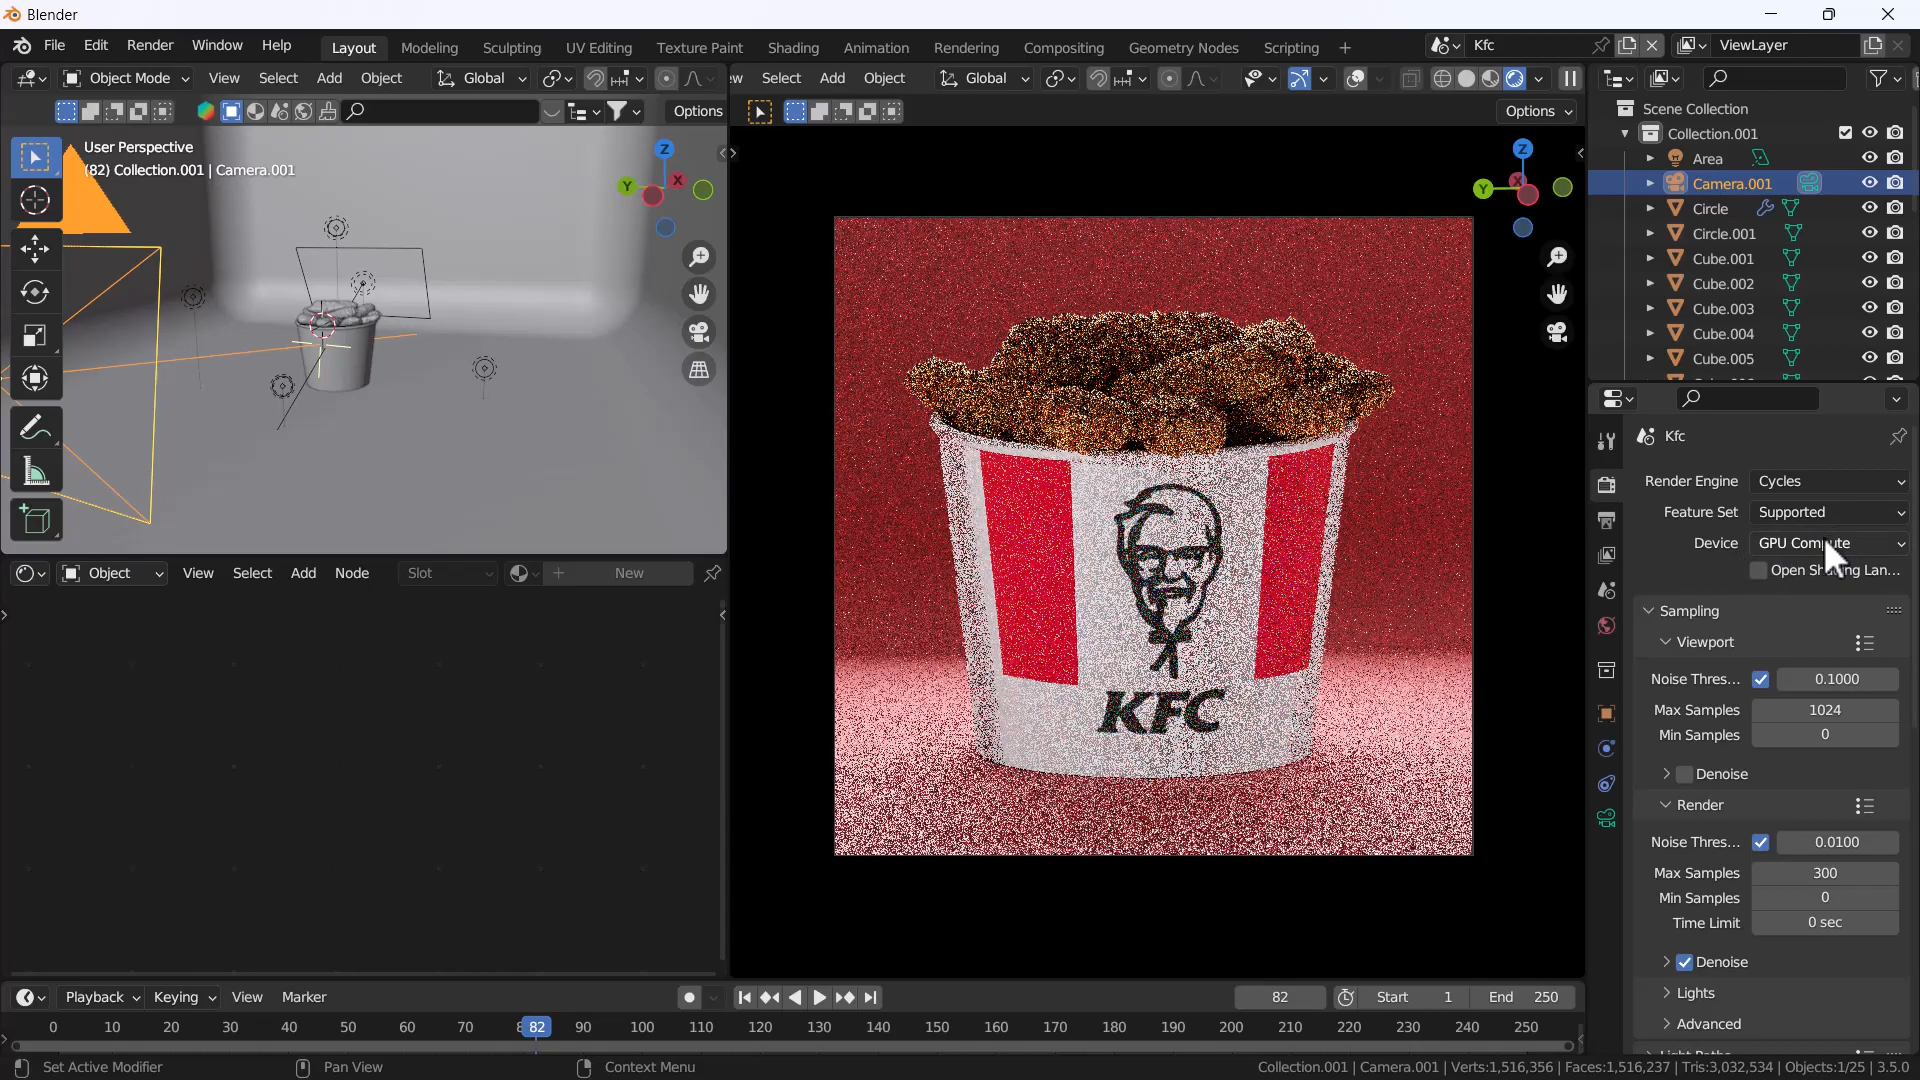 Blender
File Edit Render Window Help Layout Modeling Sculpting UV Editing Texture Paint Shading Animation Rendering Compositing Geometry Nodes Scripting + Kfc ViewLayer
Object Mode View Select Add Object Global Select Add Object Global
Options Options
User Perspective
(82) Collection.001 | Camera.001
Z
Y
X
Z
Y
X
KFC
Scene Collection
Collection.001
Area
Camera.001
Circle
Circle.001
Cube.001
Cube.002
Cube.003
Cube.004
Cube.005
Kfc
Render Engine Cycles
Feature Set Supported
Device GPU Compute
Open Shading Lan...
Sampling
Viewport
Noise Thres... 0.1000
Max Samples 1024
Min Samples 0
Denoise
Render
Noise Thres... 0.0100
Max Samples 300
Min Samples 0
Time Limit 0 sec
Denoise
Lights
Advanced
Object View Select Add Node Slot New
Playback Keying View Marker 82 Start 1 End 250
0 10 20 30 40 50 60 70 82 90 100 110 120 130 140 150 160 170 180 190 200 210 220 230 240 250
Set Active Modifier Pan View Context Menu Collection.001 | Camera.001 | Verts:1,516,356 | Faces:1,516,237 | Tris:3,032,534 | Objects:1/25 | 3.5.0